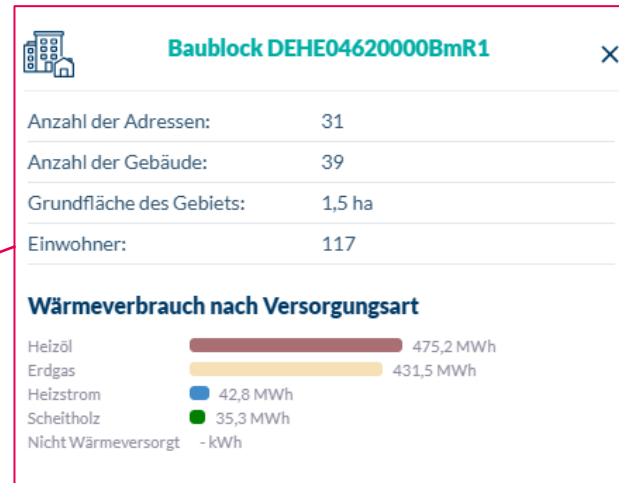 Baublock DEHE04620000BmR1
Anzahl der Adressen: 31
Anzahl der Gebäude: 39
Grundfläche des Gebiets: 1,5 ha
Einwohner: 117
Wärmeverbrauch nach Versorgungsart
Heizöl 475,2 MWh
Erdgas 431,5 MWh
Heizstrom 42,8 MWh
Scheitholz 35,3 MWh
Nicht Wärmeversorgt - kWh